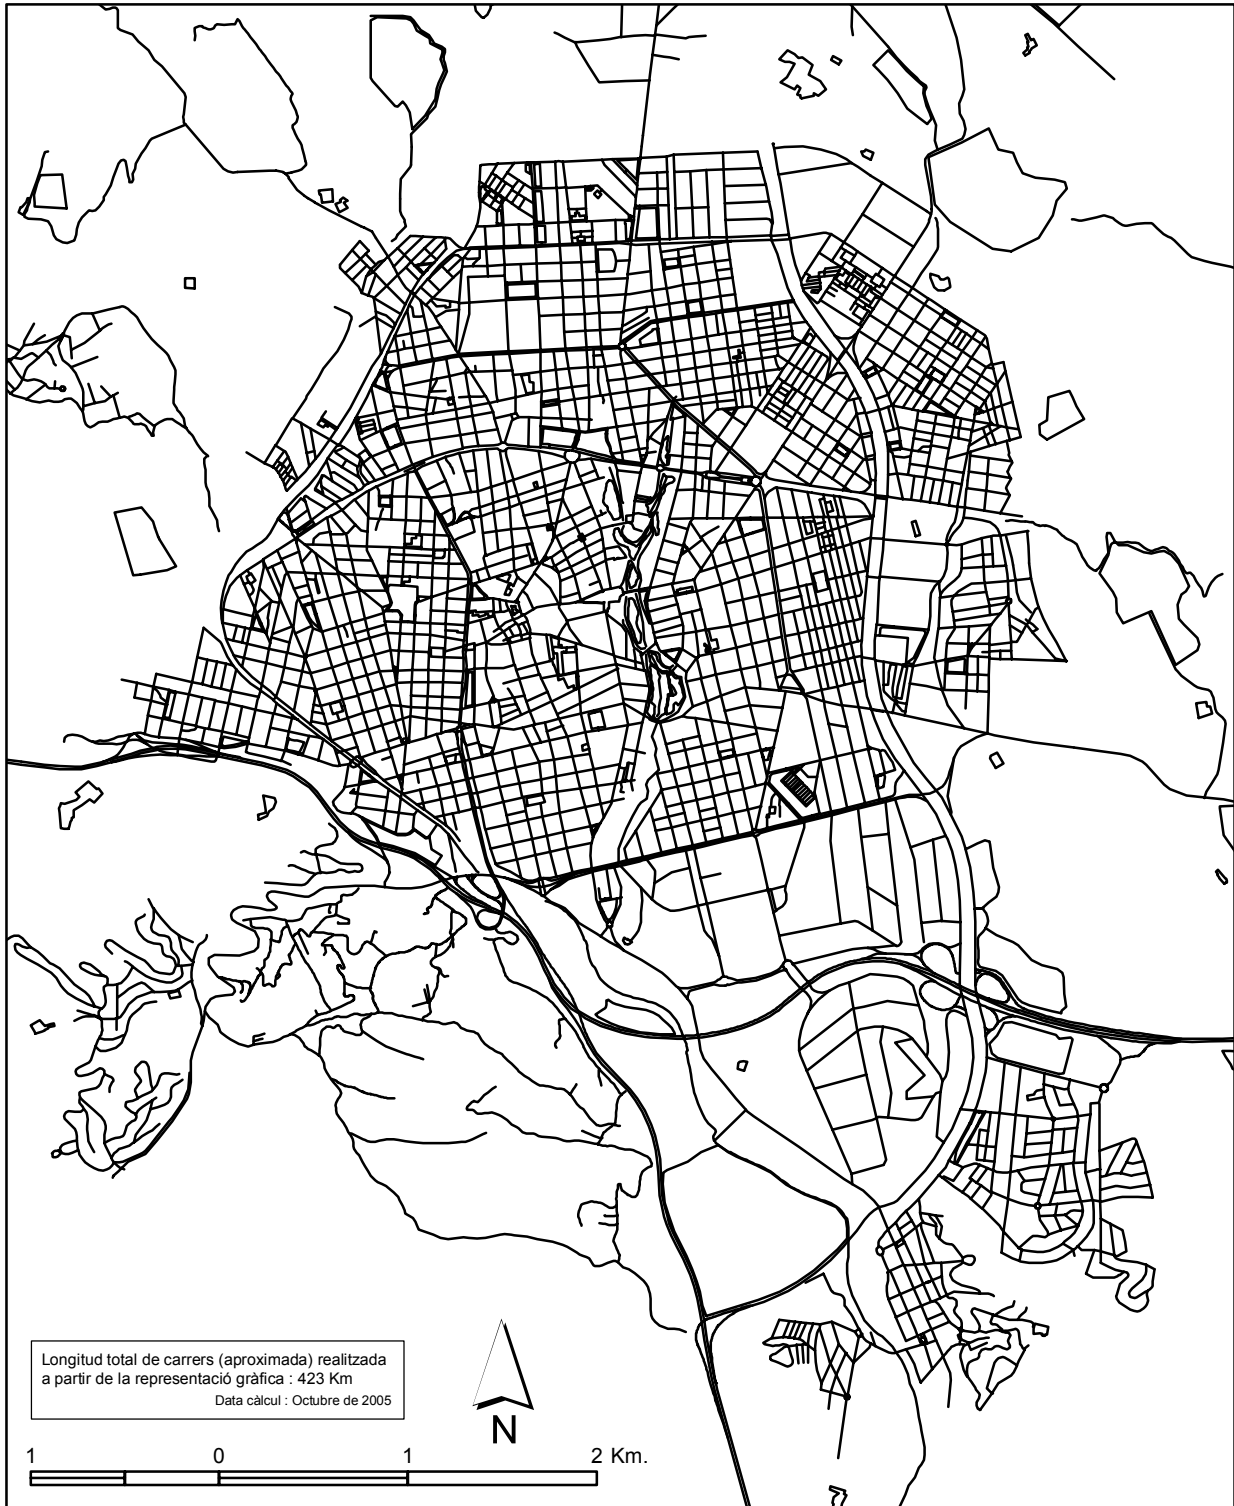 Longitud total de carrers (aproximada) realitzada
a partir de la representació gràfica : 423 Km
Data càlcul : Octubre de 2005
N
1 0 1 2 Km.